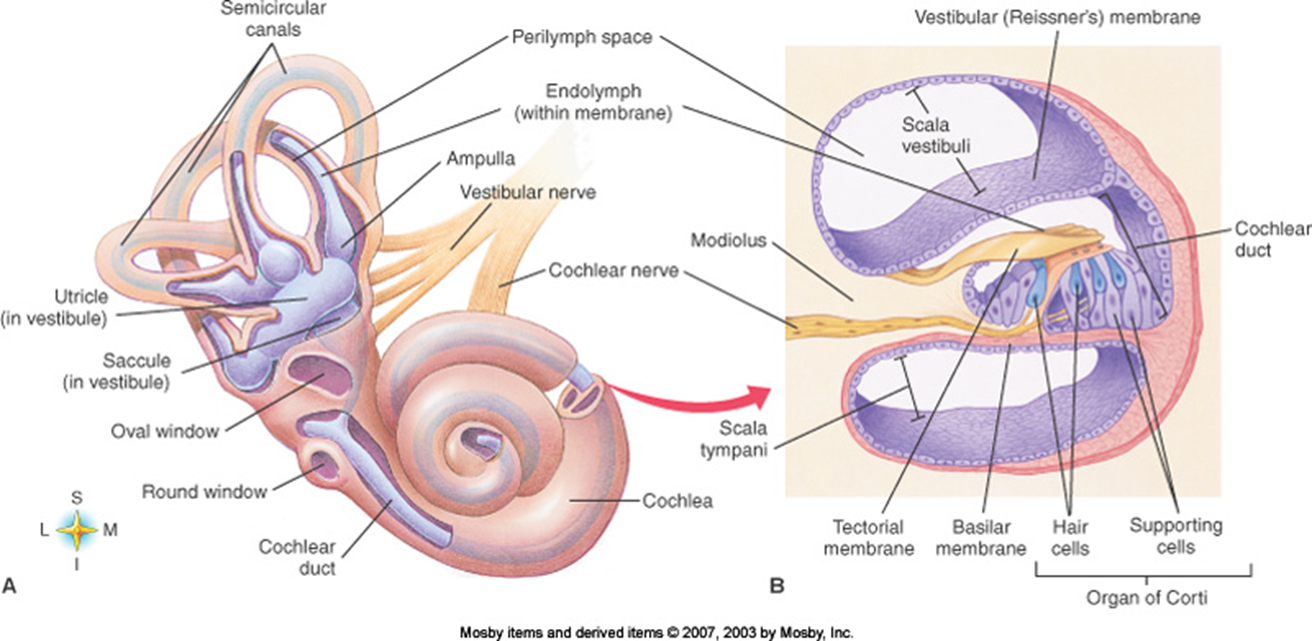 Semicircular
canals
Perilymph space
Endolymph
(within membrane)
Ampulla
Vestibular nerve
Cochlear nerve
Utricle
(in vestibule)
Saccule
(in vestibule)
Oval window
Round window
Cochlear
duct
Cochlea
S
L M
I
A
Vestibular (Reissner's) membrane
Scala
vestibuli
Modiolus
Cochlear
duct
Scala
tympani
Tectorial
membrane
Basilar
membrane
Hair
cells
Supporting
cells
Organ of Corti
B
Mosby items and derived items © 2007, 2003 by Mosby, Inc.